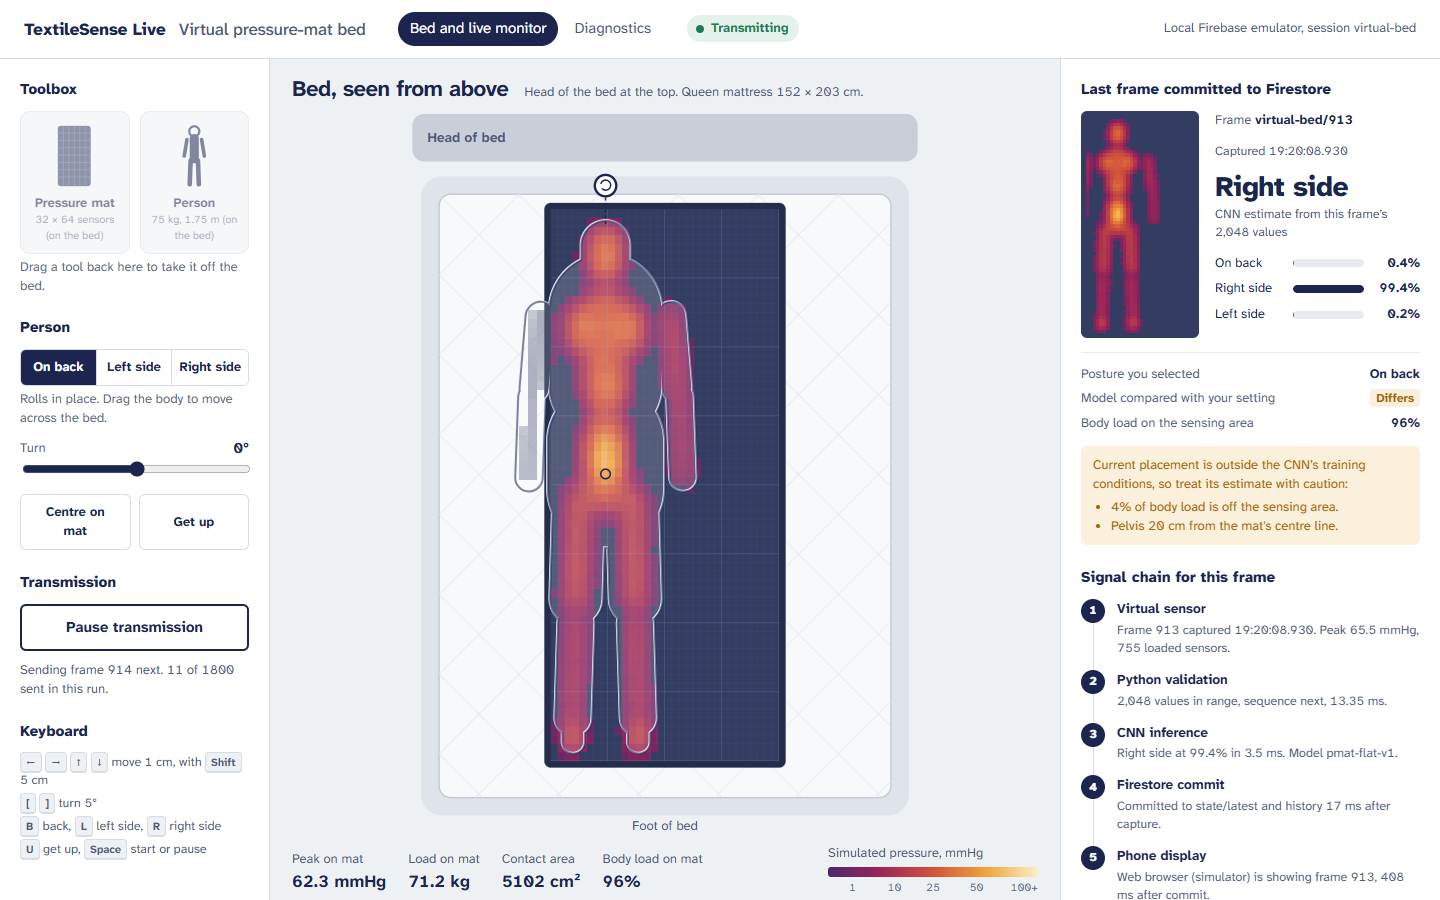 TextileSense Live Virtual pressure-mat bed Bed and live monitor Diagnostics Transmitting Local Firebase emulator, session virtual-bed
Toolbox
Pressure mat
32 × 64 sensors
(on the bed)
Person
75 kg, 1.75 m (on
the bed)
Drag a tool back here to take it off the
bed.
Person
On back Left side Right side
Rolls in place. Drag the body to move
across the bed.
Turn 0°
Centre on
mat
Get up
Transmission
Pause transmission
Sending frame 914 next. 11 of 1800
sent in this run.
Keyboard
← → ↑ ↓ move 1 cm, with Shift
5 cm
[ ] turn 5°
B back, L left side, R right side
U get up, Space start or pause
Bed, seen from above Head of the bed at the top. Queen mattress 152 × 203 cm.
Head of bed
Foot of bed
Peak on mat
62.3 mmHg
Load on mat
71.2 kg
Contact area
5102 cm²
Body load on mat
96%
Simulated pressure, mmHg
1 10 25 50 100+
Last frame committed to Firestore
Frame virtual-bed/913
Captured 19:20:08.930
Right side
CNN estimate from this frame's
2,048 values
On back 0.4%
Right side 99.4%
Left side 0.2%
Posture you selected On back
Model compared with your setting Differs
Body load on the sensing area 96%
Current placement is outside the CNN's training
conditions, so treat its estimate with caution:
• 4% of body load is off the sensing area.
• Pelvis 20 cm from the mat's centre line.
Signal chain for this frame
1 Virtual sensor
Frame 913 captured 19:20:08.930. Peak 65.5 mmHg,
755 loaded sensors.
2 Python validation
2,048 values in range, sequence next, 13.35 ms.
3 CNN inference
Right side at 99.4% in 3.5 ms. Model pmat-flat-v1.
4 Firestore commit
Committed to state/latest and history 17 ms after
capture.
5 Phone display
Web browser (simulator) is showing frame 913, 408
ms after commit.